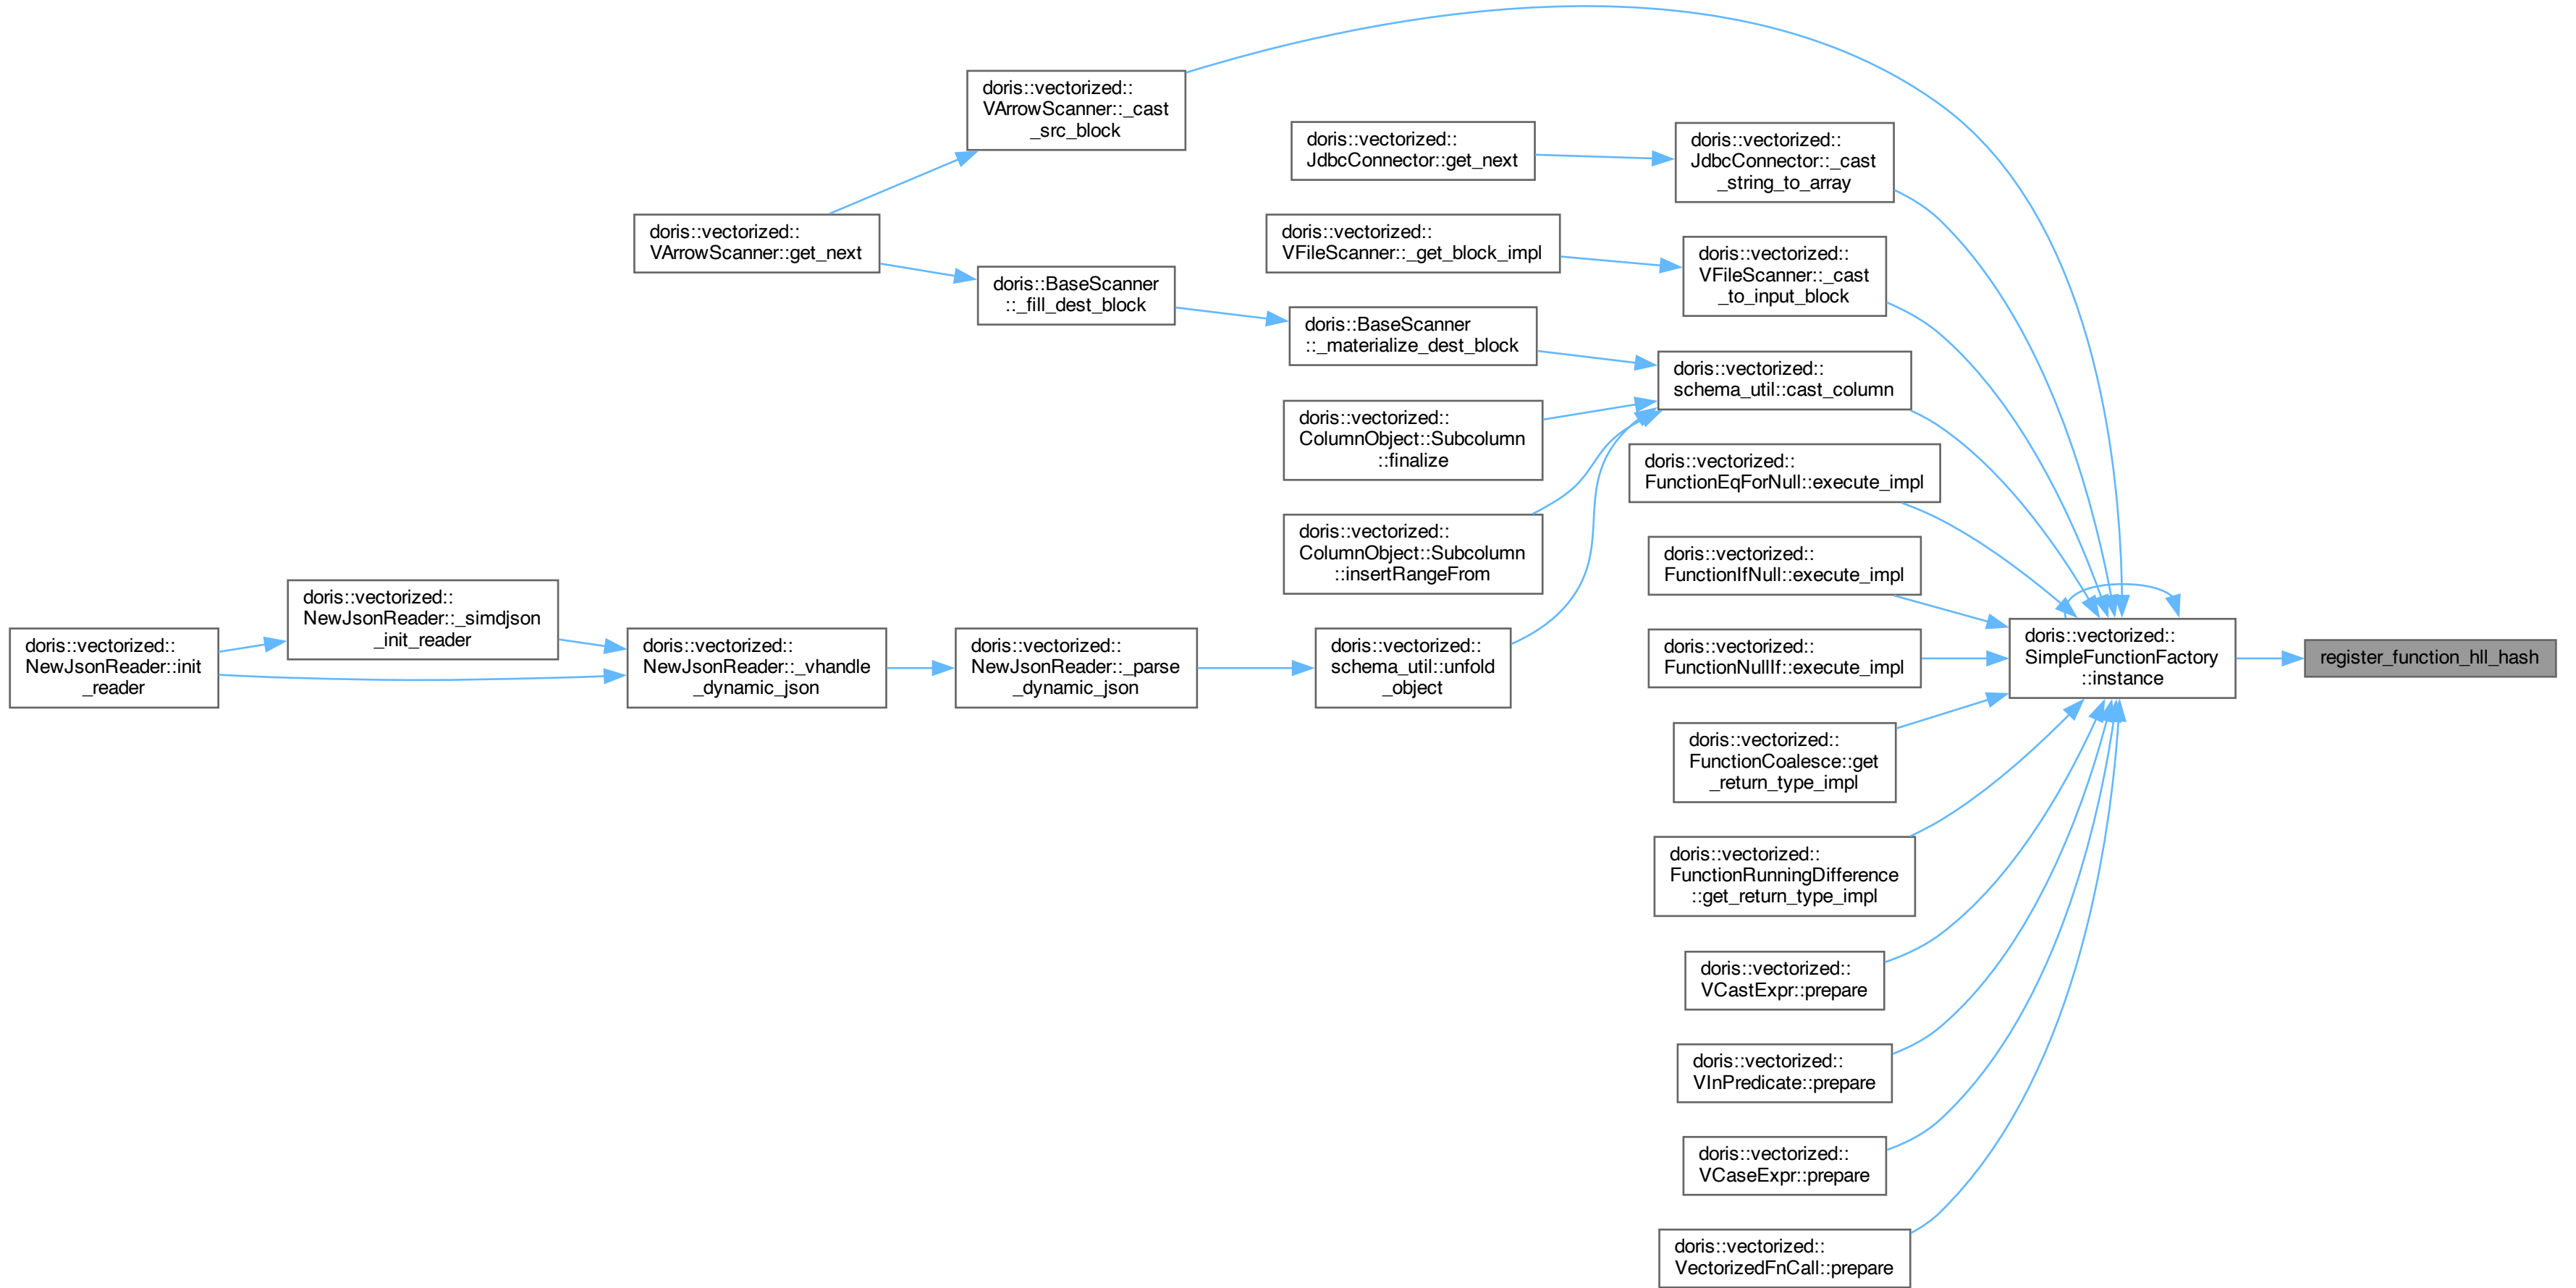 doris::vectorized::
VArrowScanner::_cast
_src_block
doris::vectorized::
JdbcConnector::get_next
doris::vectorized::
JdbcConnector::_cast
_string_to_array
doris::vectorized::
VArrowScanner::get_next
doris::vectorized::
VFileScanner::_get_block_impl
doris::vectorized::
VFileScanner::_cast
_to_input_block
doris::BaseScanner
::_fill_dest_block
doris::BaseScanner
::_materialize_dest_block
doris::vectorized::
schema_util::cast_column
doris::vectorized::
ColumnObject::Subcolumn
::finalize
doris::vectorized::
FunctionEqForNull::execute_impl
doris::vectorized::
ColumnObject::Subcolumn
::insertRangeFrom
doris::vectorized::
FunctionIfNull::execute_impl
doris::vectorized::
NewJsonReader::init
_reader
doris::vectorized::
NewJsonReader::_simdjson
_init_reader
doris::vectorized::
NewJsonReader::_vhandle
_dynamic_json
doris::vectorized::
NewJsonReader::_parse
_dynamic_json
doris::vectorized::
schema_util::unfold
_object
doris::vectorized::
FunctionNullIf::execute_impl
doris::vectorized::
SimpleFunctionFactory
::instance
register_function_hll_hash
doris::vectorized::
FunctionCoalesce::get
_return_type_impl
doris::vectorized::
FunctionRunningDifference
::get_return_type_impl
doris::vectorized::
VCastExpr::prepare
doris::vectorized::
VInPredicate::prepare
doris::vectorized::
VCaseExpr::prepare
doris::vectorized::
VectorizedFnCall::prepare